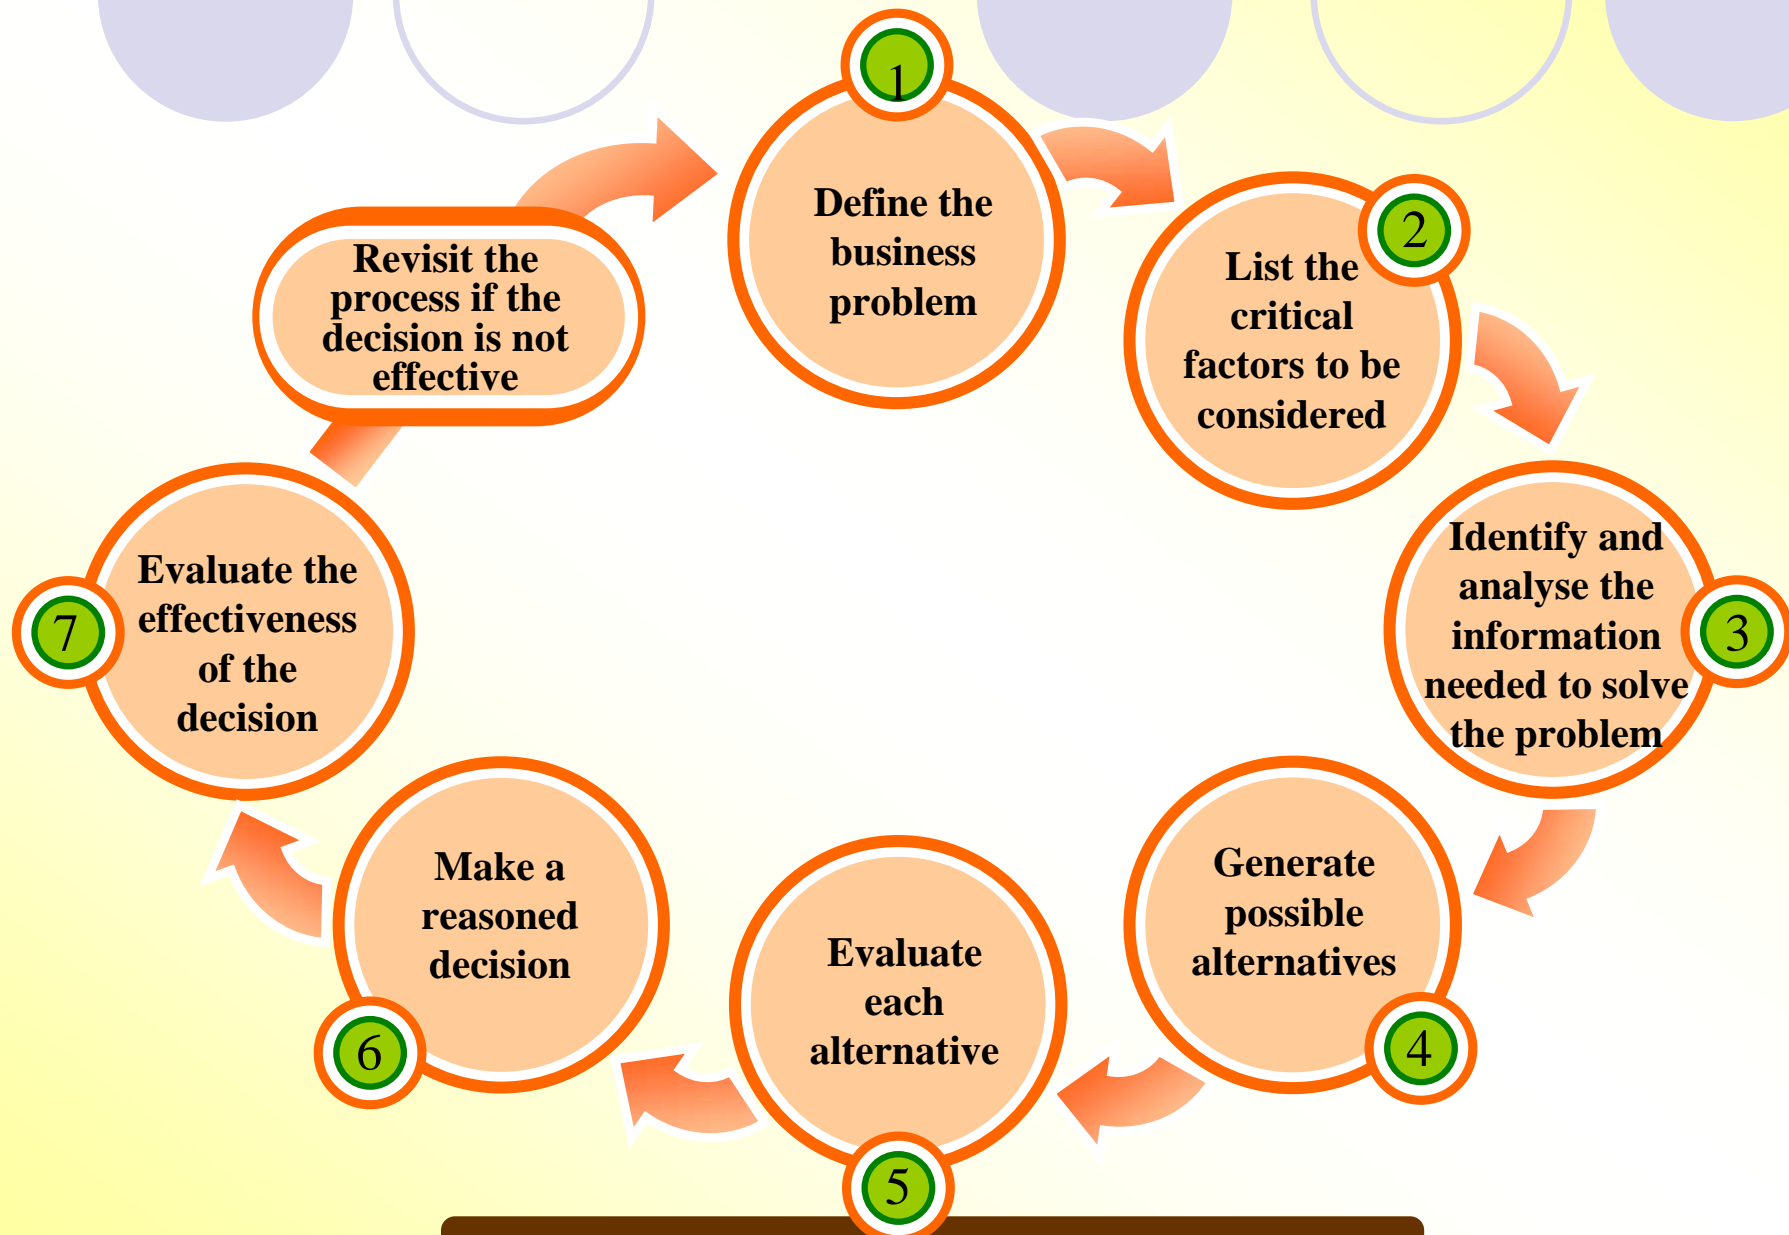 1
Define the
business
problem
2
List the
critical
factors to be
considered
3
Identify and
analyse the
information
needed to solve
the problem
4
Generate
possible
alternatives
5
Evaluate
each
alternative
6
Make a
reasoned
decision
7
Evaluate the
effectiveness
of the
decision
Revisit the
process if the
decision is not
effective